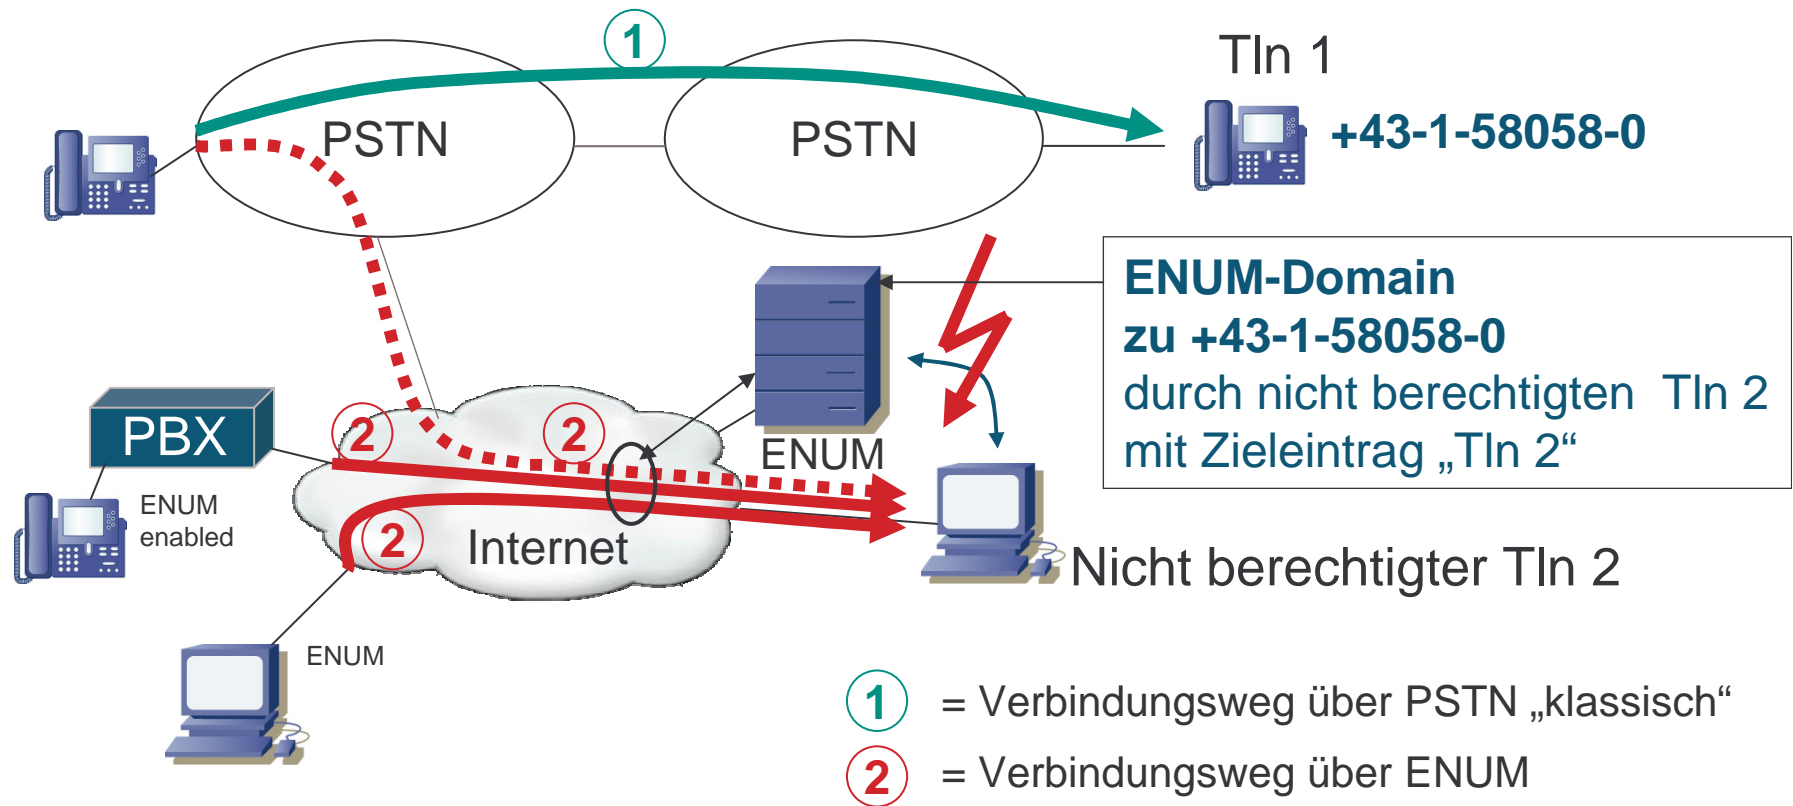 1
Tln 1
PSTN
PSTN
+43-1-58058-0
ENUM-Domain
zu +43-1-58058-0
durch nicht berechtigten Tln 2
mit Zieleintrag „Tln 2“
PBX
2
2
ENUM
ENUM
enabled
2
Internet
Nicht berechtigter Tln 2
ENUM
1 = Verbindungsweg über PSTN „klassisch“
2 = Verbindungsweg über ENUM